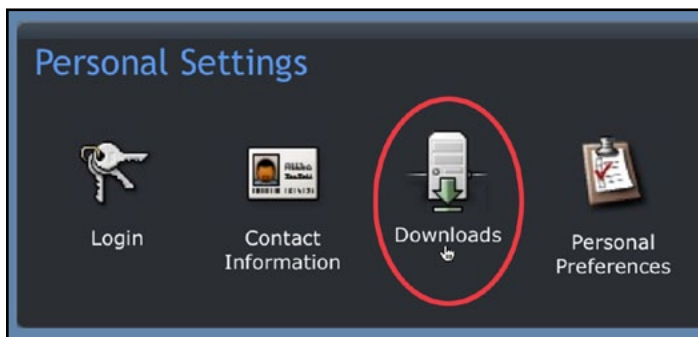 Personal Settings
Login
Contact
Information
Downloads
Personal
Preferences